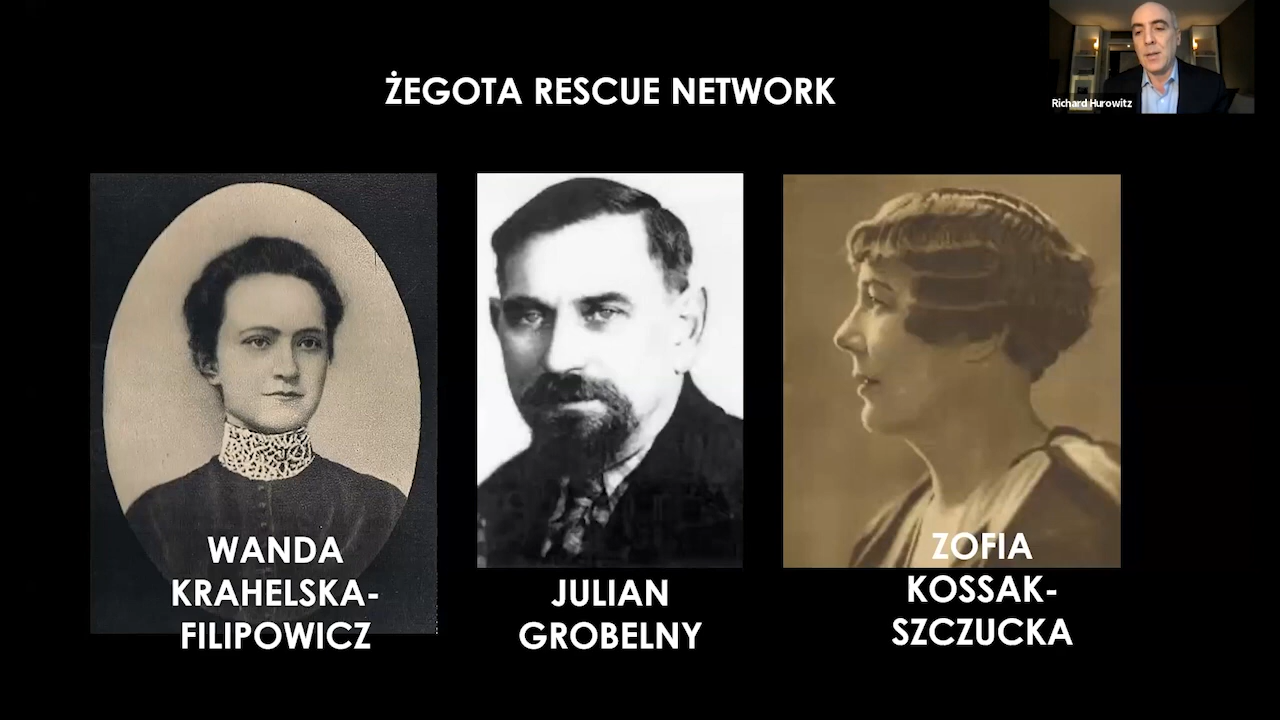 ŻEGOTA RESCUE NETWORK
Richard Hurowitz
WANDA
KRAHELSKA-
FILIPOWICZ
JULIAN
GROBELNY
ZOFIA
KOSSAK-
SZCZUCKA